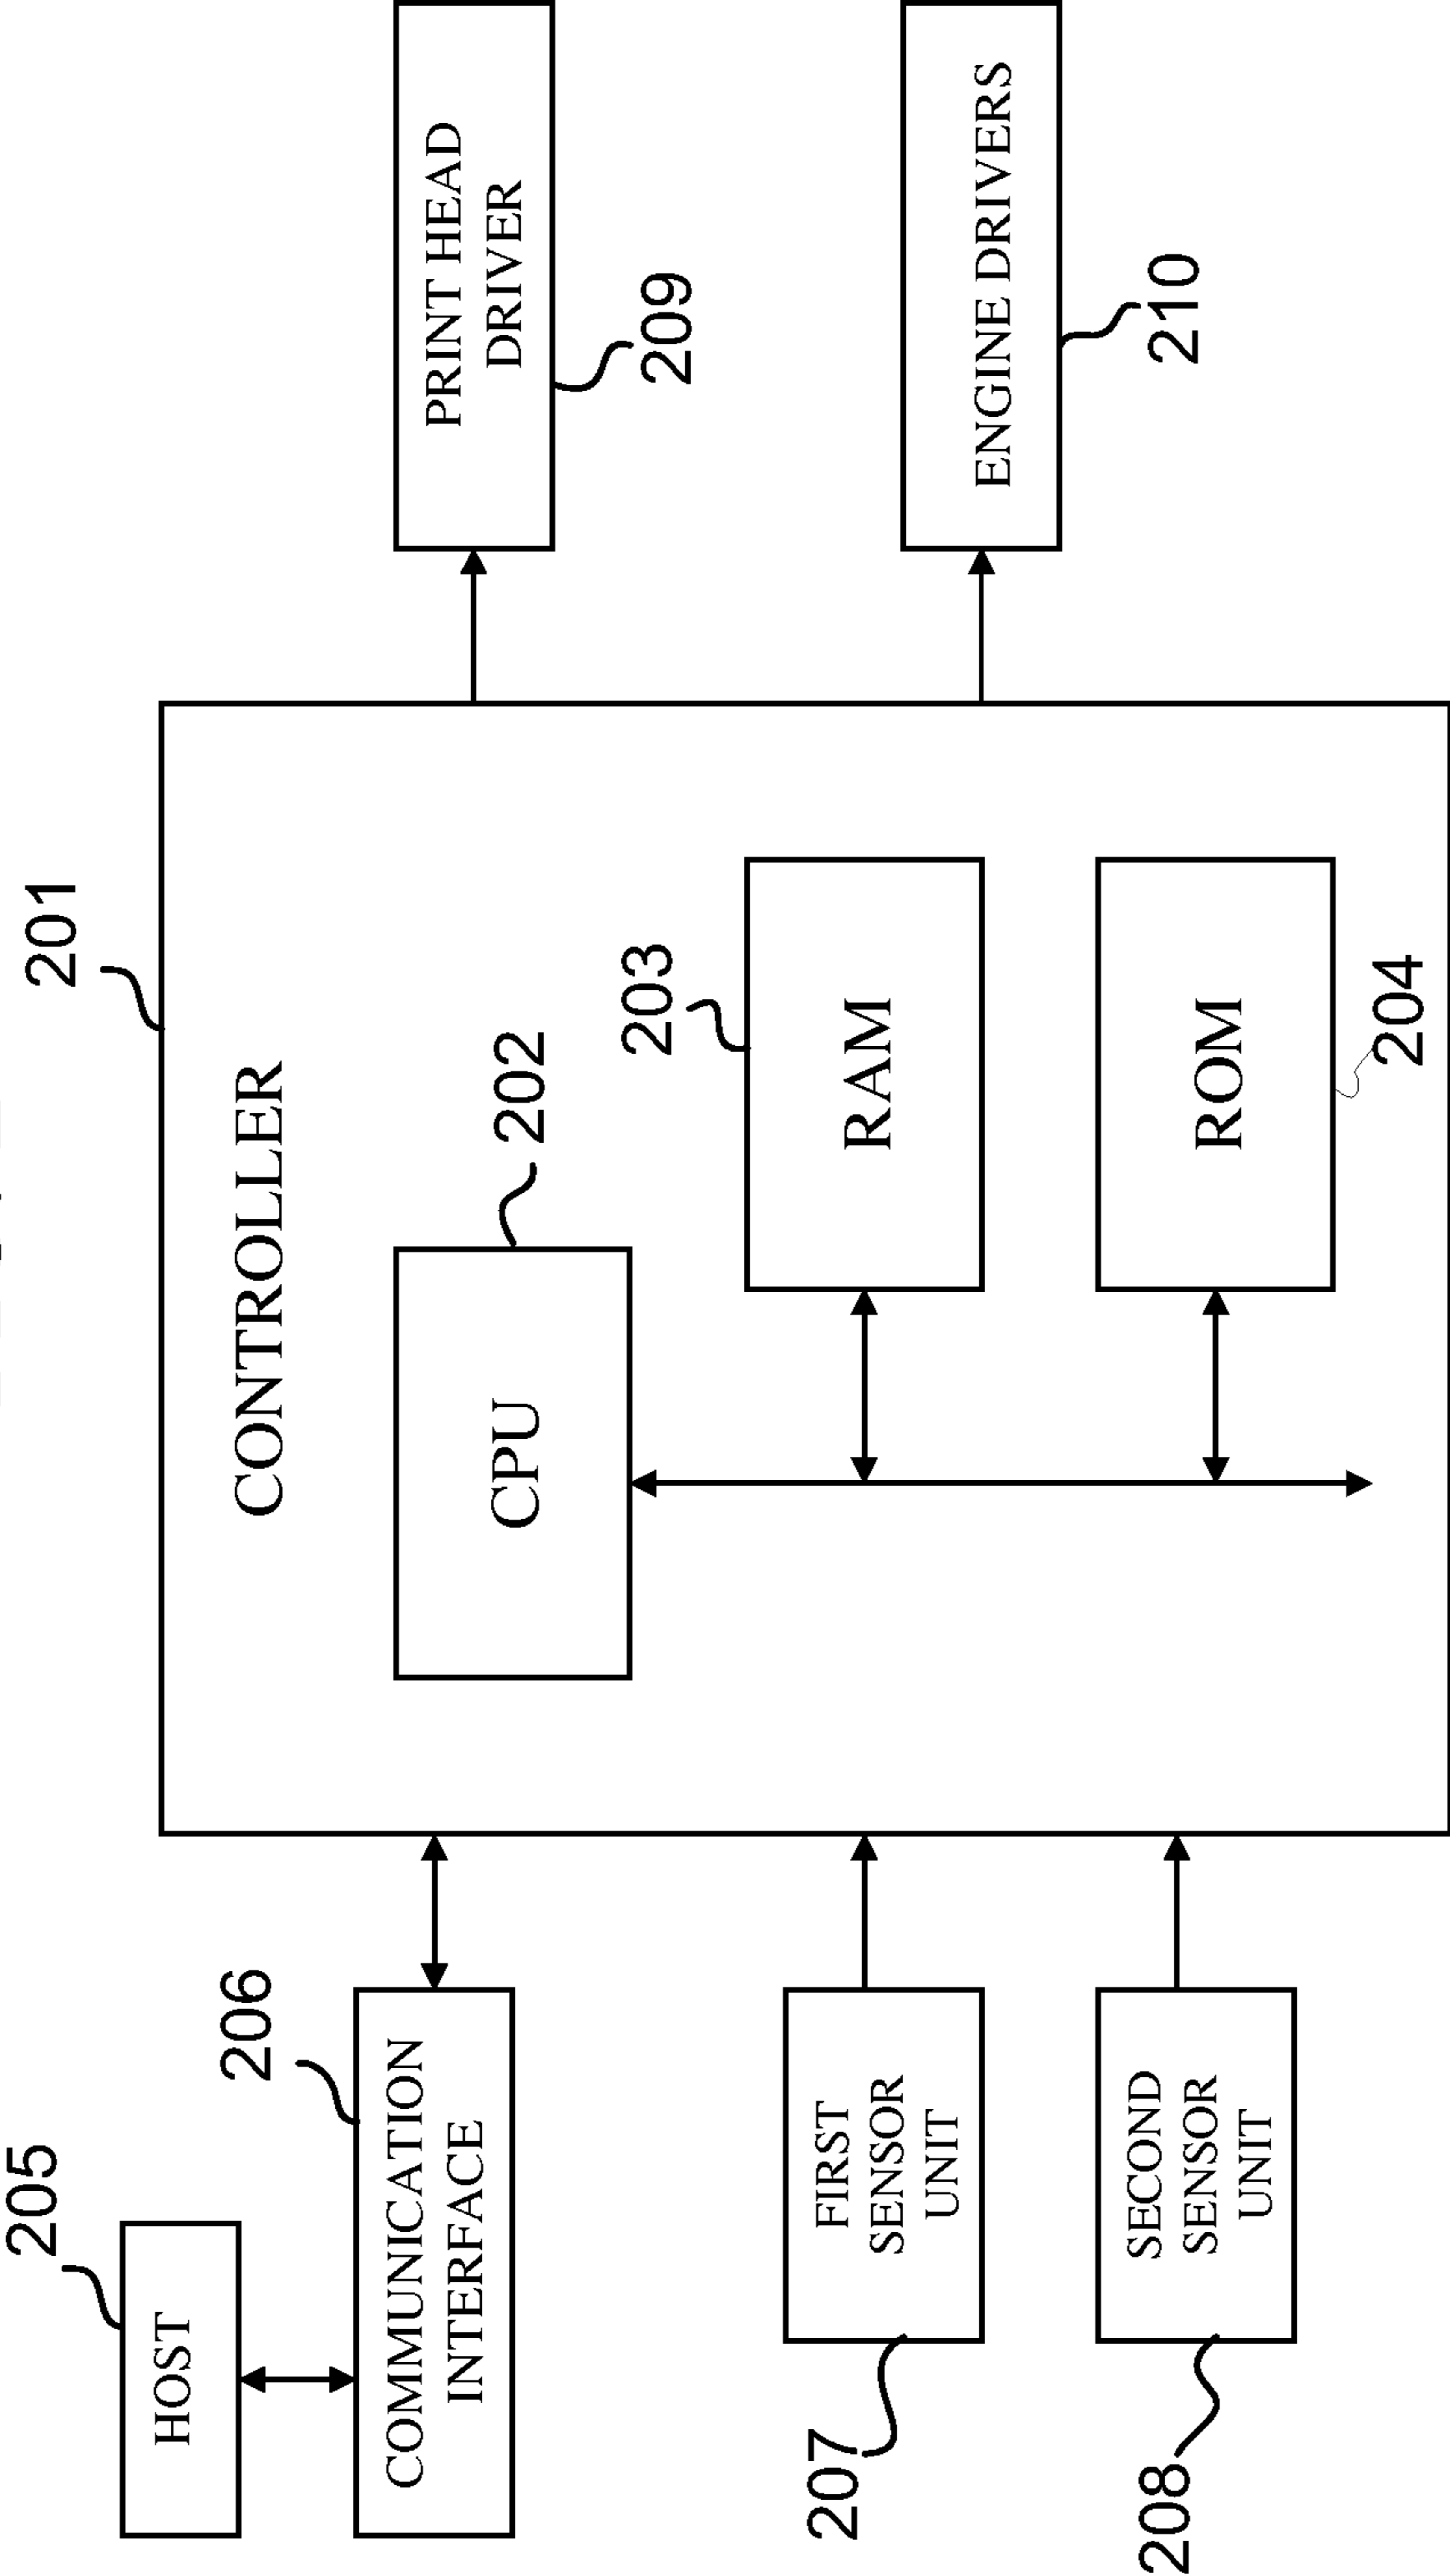 201
CONTROLLER
205
HOST
206
COMMUNICATION
INTERFACE
CPU
202
PRINT HEAD
DRIVER
209
203
RAM
FIRST
SENSOR
UNIT
207
ENGINE DRIVERS
210
ROM
204
SECOND
SENSOR
UNIT
208